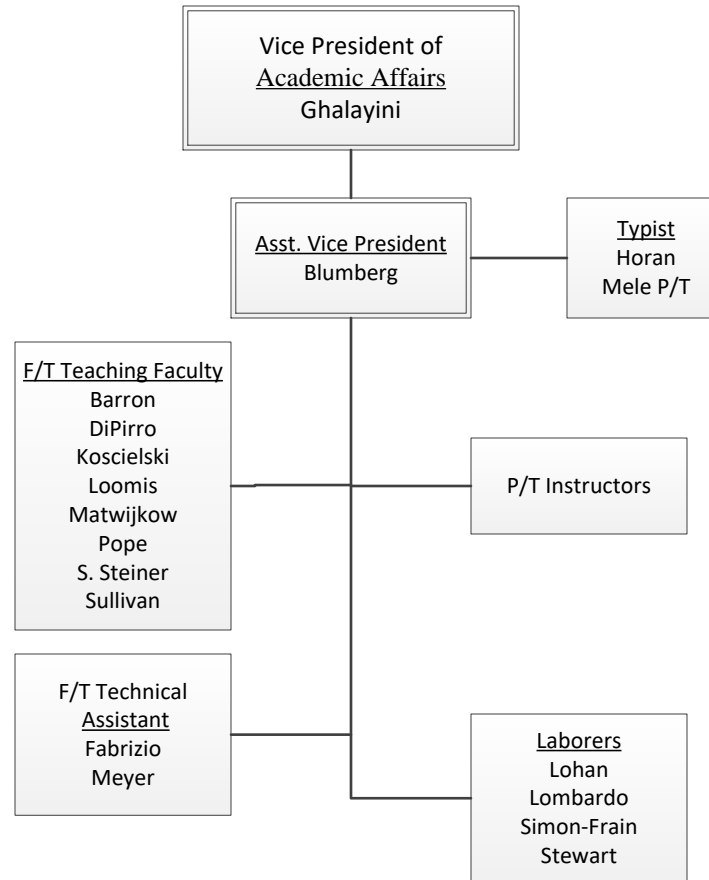 Vice President of
Academic Affairs
Ghalayini
Asst. Vice President
Blumberg
Typist
Horan
Mele P/T
F/T Teaching Faculty
Barron
DiPirro
Koscielski
Loomis
Matwijkow
Pope
S. Steiner
Sullivan
P/T Instructors
F/T Technical
Assistant
Fabrizio
Meyer
Laborers
Lohan
Lombardo
Simon-Frain
Stewart